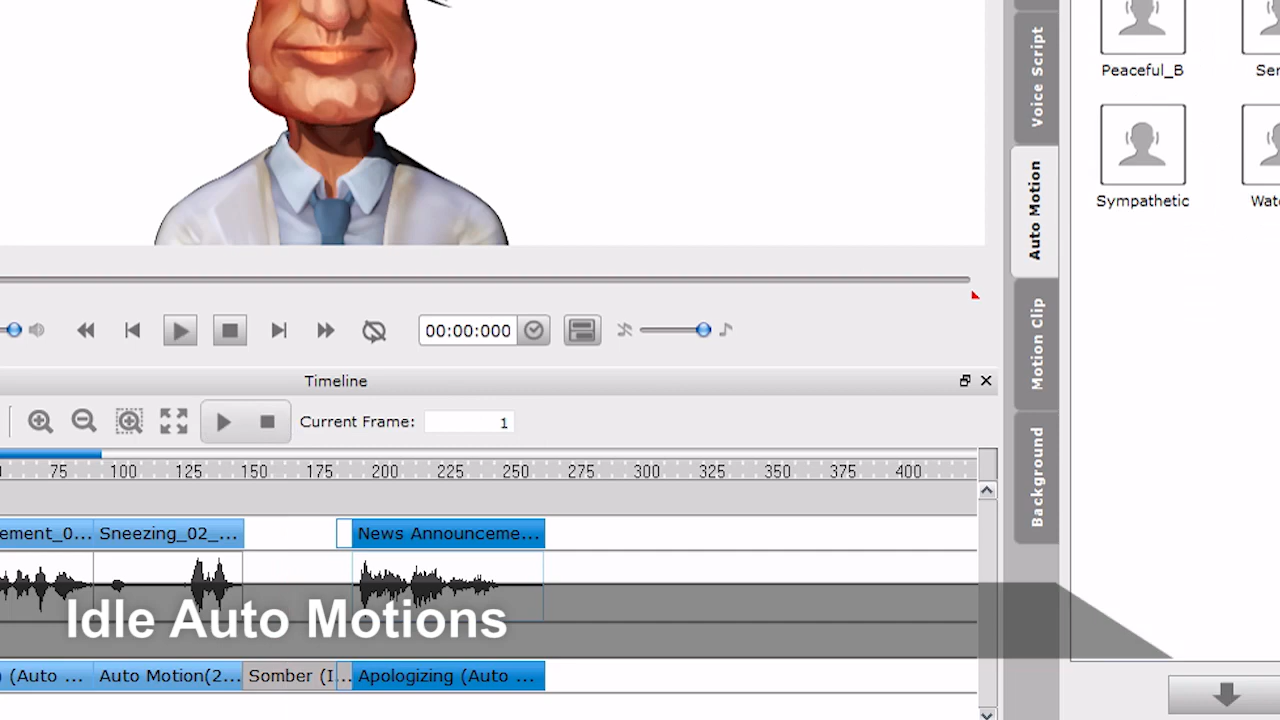 Voice Script
Peaceful_B
Ser
Auto Motion
Sympathetic
Wat
Motion Clip
00:00:000
Timeline
Current Frame: 1
75 100 125 150 175 200 225 250 275 300 325 350 375 400
Background
ement_0... Sneezing_02_... News Announceme...
Idle Auto Motions
) (Auto ... Auto Motion(2... Somber (I... Apologizing (Auto ...